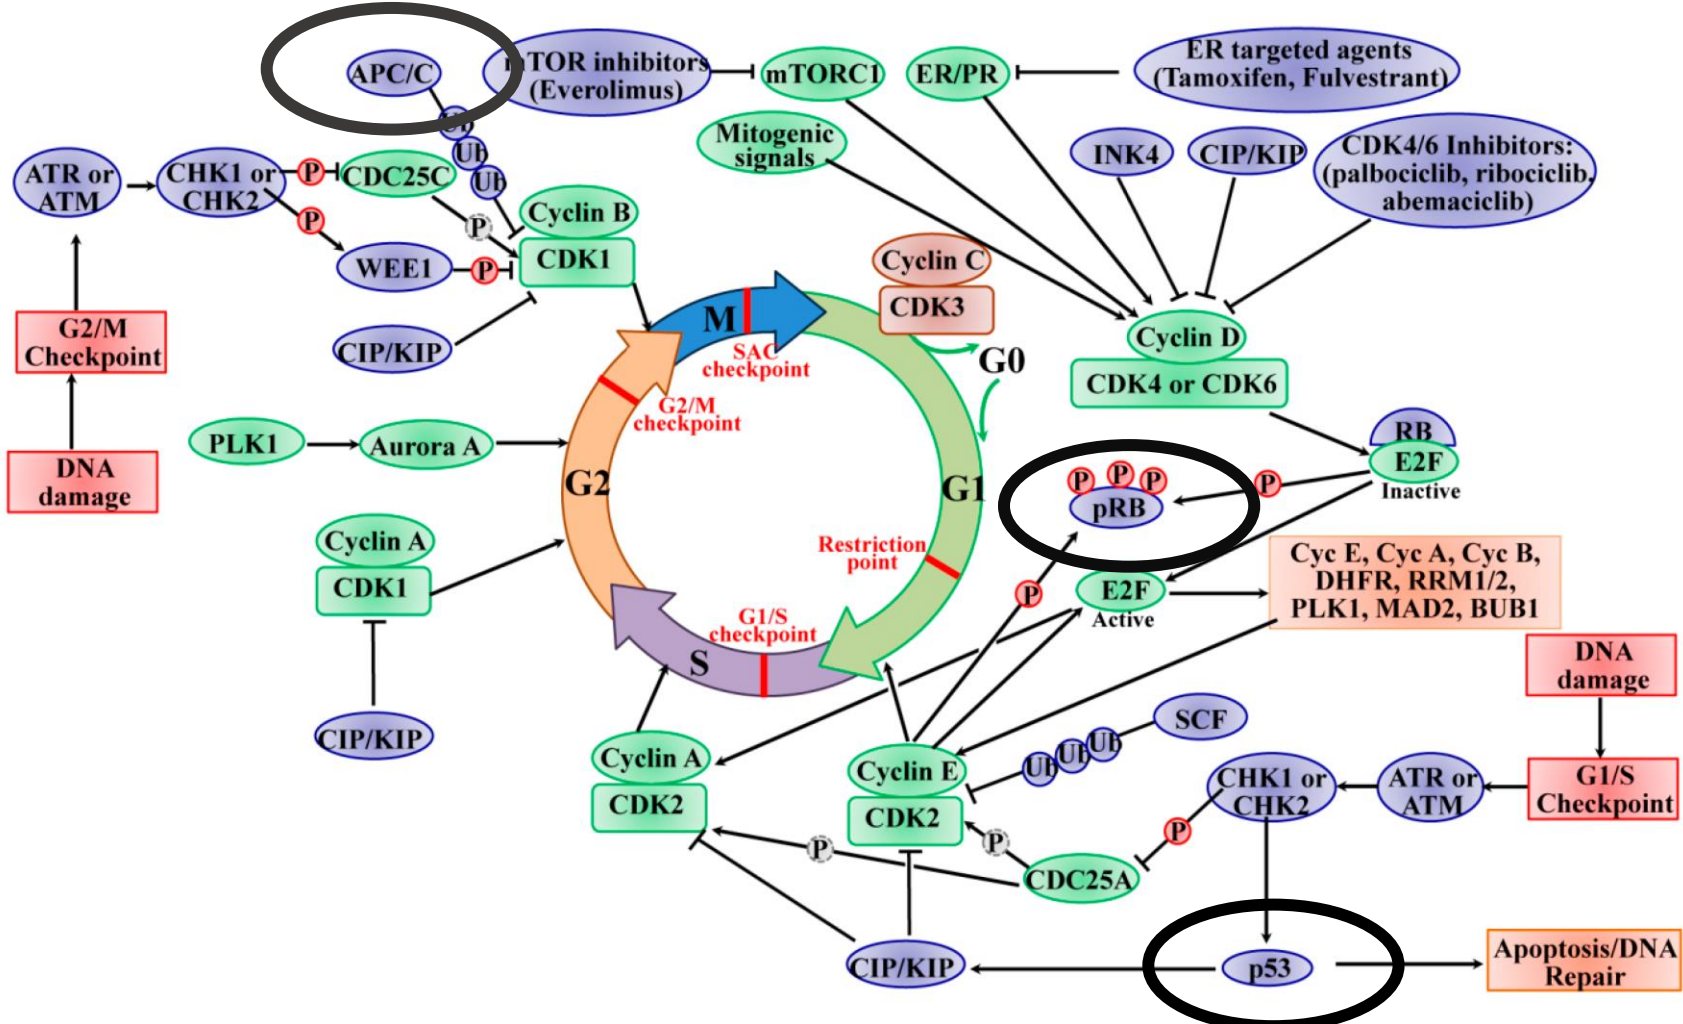 APC/C
mTOR inhibitors
(Everolimus)
mTORC1
ER/PR
ER targeted agents
(Tamoxifen, Fulvestrant)
Ub
Ub
Ub
Mitogenic
signals
INK4
CIP/KIP
CDK4/6 Inhibitors:
(palbociclib, ribociclib,
abemaciclib)
ATR or
ATM
CHK1 or
CHK2
P
P
CDC25C
P
WEE1
P
Cyclin B
CDK1
CIP/KIP
G2/M
Checkpoint
DNA
damage
PLK1
Aurora A
Cyclin C
CDK3
G0
Cyclin D
CDK4 or CDK6
RB
E2F
Inactive
M
SAC
checkpoint
G2/M
checkpoint
G2
G1
Restriction
point
G1/S
checkpoint
S
P
P
P
pRB
P
P
E2F
Active
Cyc E, Cyc A, Cyc B,
DHFR, RRM1/2,
PLK1, MAD2, BUB1
Cyclin A
CDK1
CIP/KIP
Cyclin A
CDK2
Cyclin E
CDK2
Ub
Ub
Ub
SCF
DNA
damage
G1/S
Checkpoint
ATR or
ATM
CHK1 or
CHK2
P
P
P
CDC25A
CIP/KIP
p53
Apoptosis/DNA
Repair